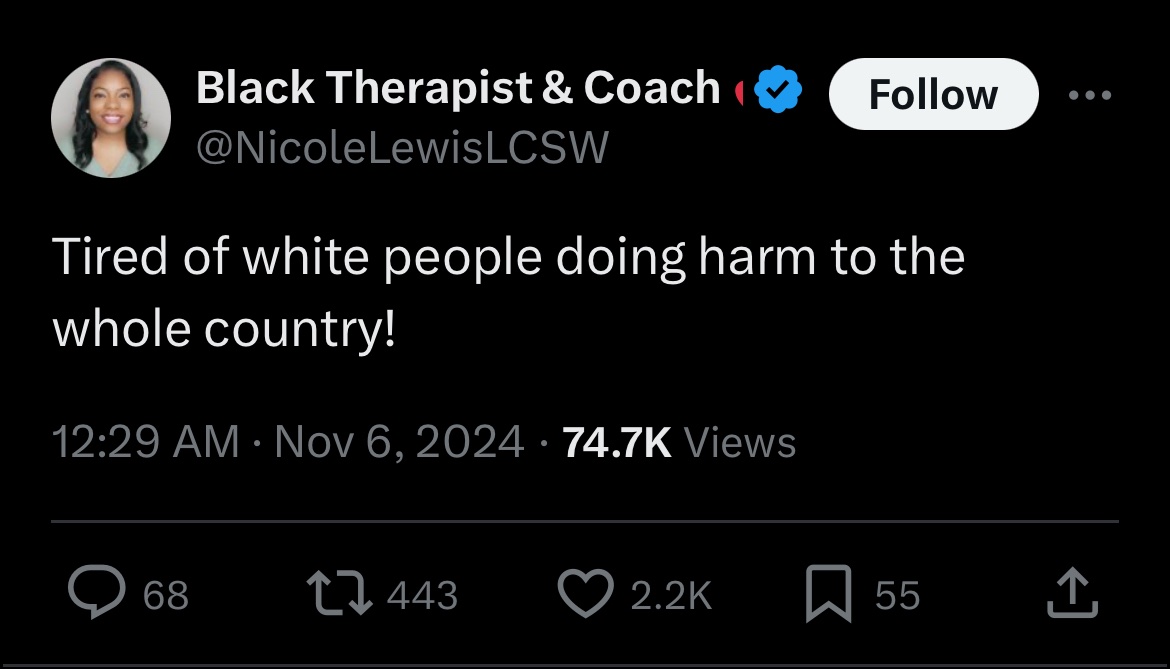 Black Therapist & Coach
Follow
@NicoleLewisLCSW
Tired of white people doing harm to the
whole country!
12:29 AM · Nov 6, 2024 · 74.7K Views
68 443 2.2K 55